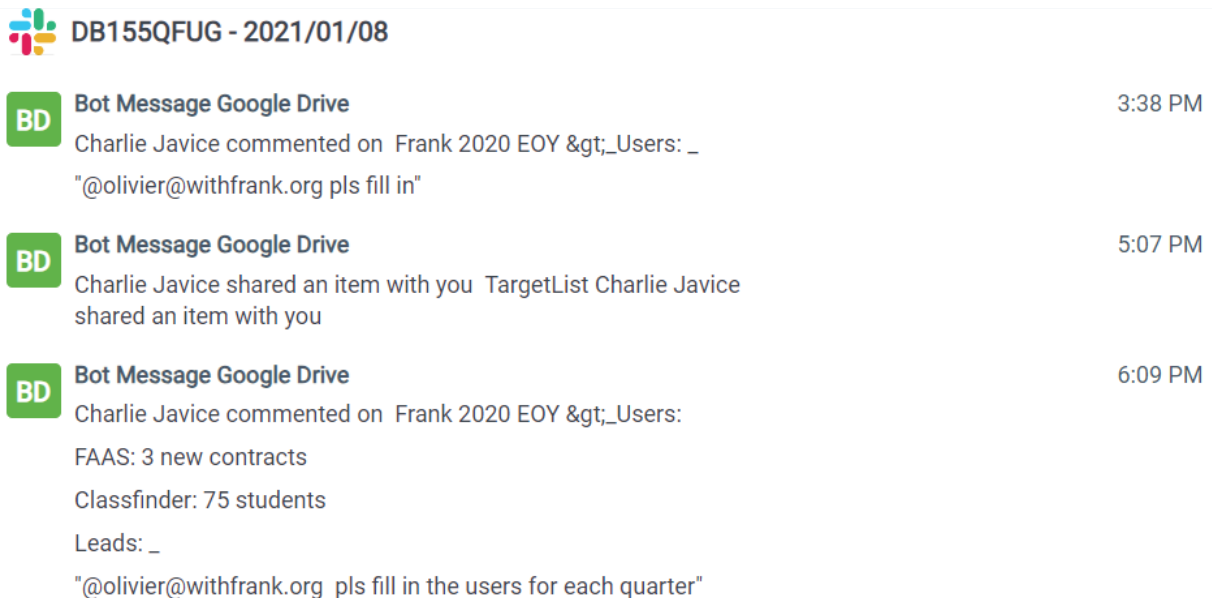 DB155QFUG - 2021/01/08
BD
Bot Message Google Drive 3:38 PM
Charlie Javice commented on Frank 2020 EOY &gt;_Users: _
"@olivier@withfrank.org pls fill in"
BD
Bot Message Google Drive 5:07 PM
Charlie Javice shared an item with you TargetList Charlie Javice
shared an item with you
BD
Bot Message Google Drive 6:09 PM
Charlie Javice commented on Frank 2020 EOY &gt;_Users:
FAAS: 3 new contracts
Classfinder: 75 students
Leads: _
"@olivier@withfrank.org pls fill in the users for each quarter"